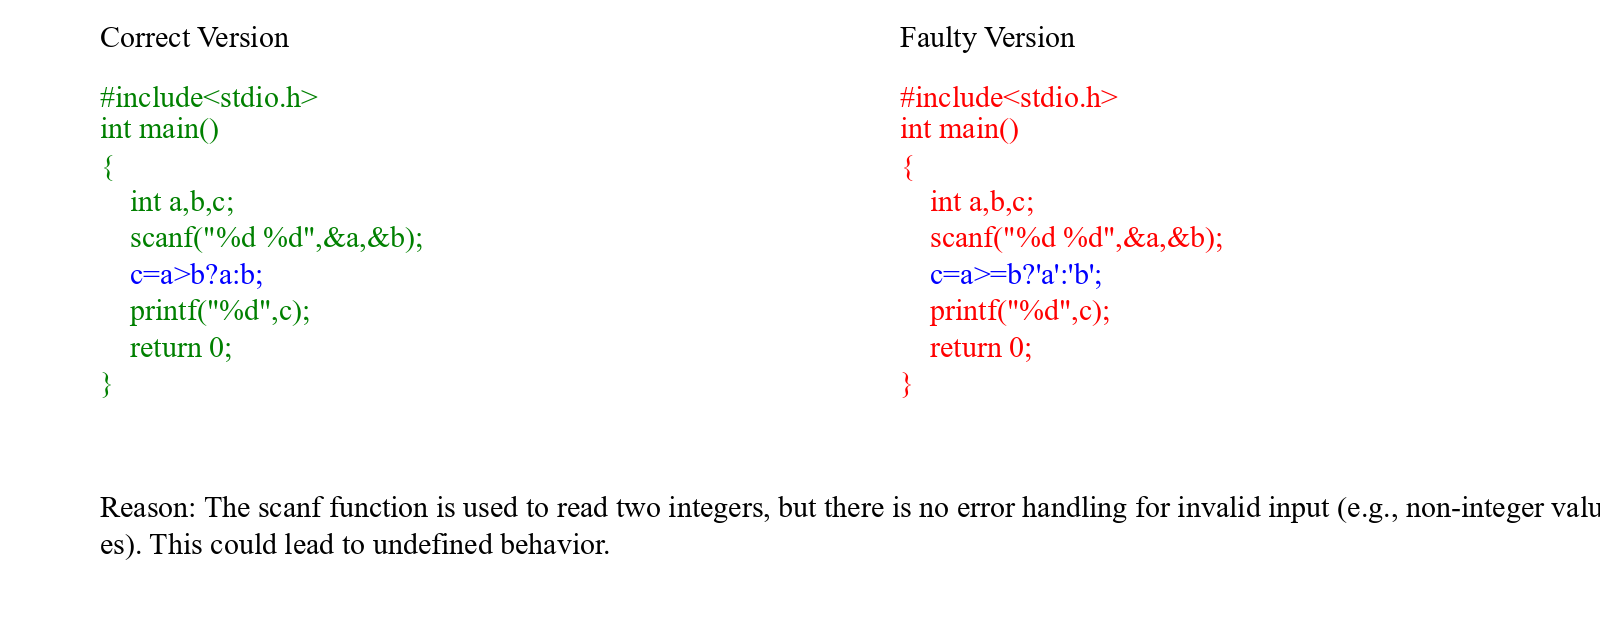 Correct Version
#include<stdio.h>
int main()
{
int a,b,c;
scanf("%d %d",&a,&b);
c=a>b?a:b;
printf("%d",c);
return 0;
}
Faulty Version
#include<stdio.h>
int main()
{
int a,b,c;
scanf("%d %d",&a,&b);
c=a>=b?'a':'b';
printf("%d",c);
return 0;
}
Reason: The scanf function is used to read two integers, but there is no error handling for invalid input (e.g., non-integer valu
es). This could lead to undefined behavior.